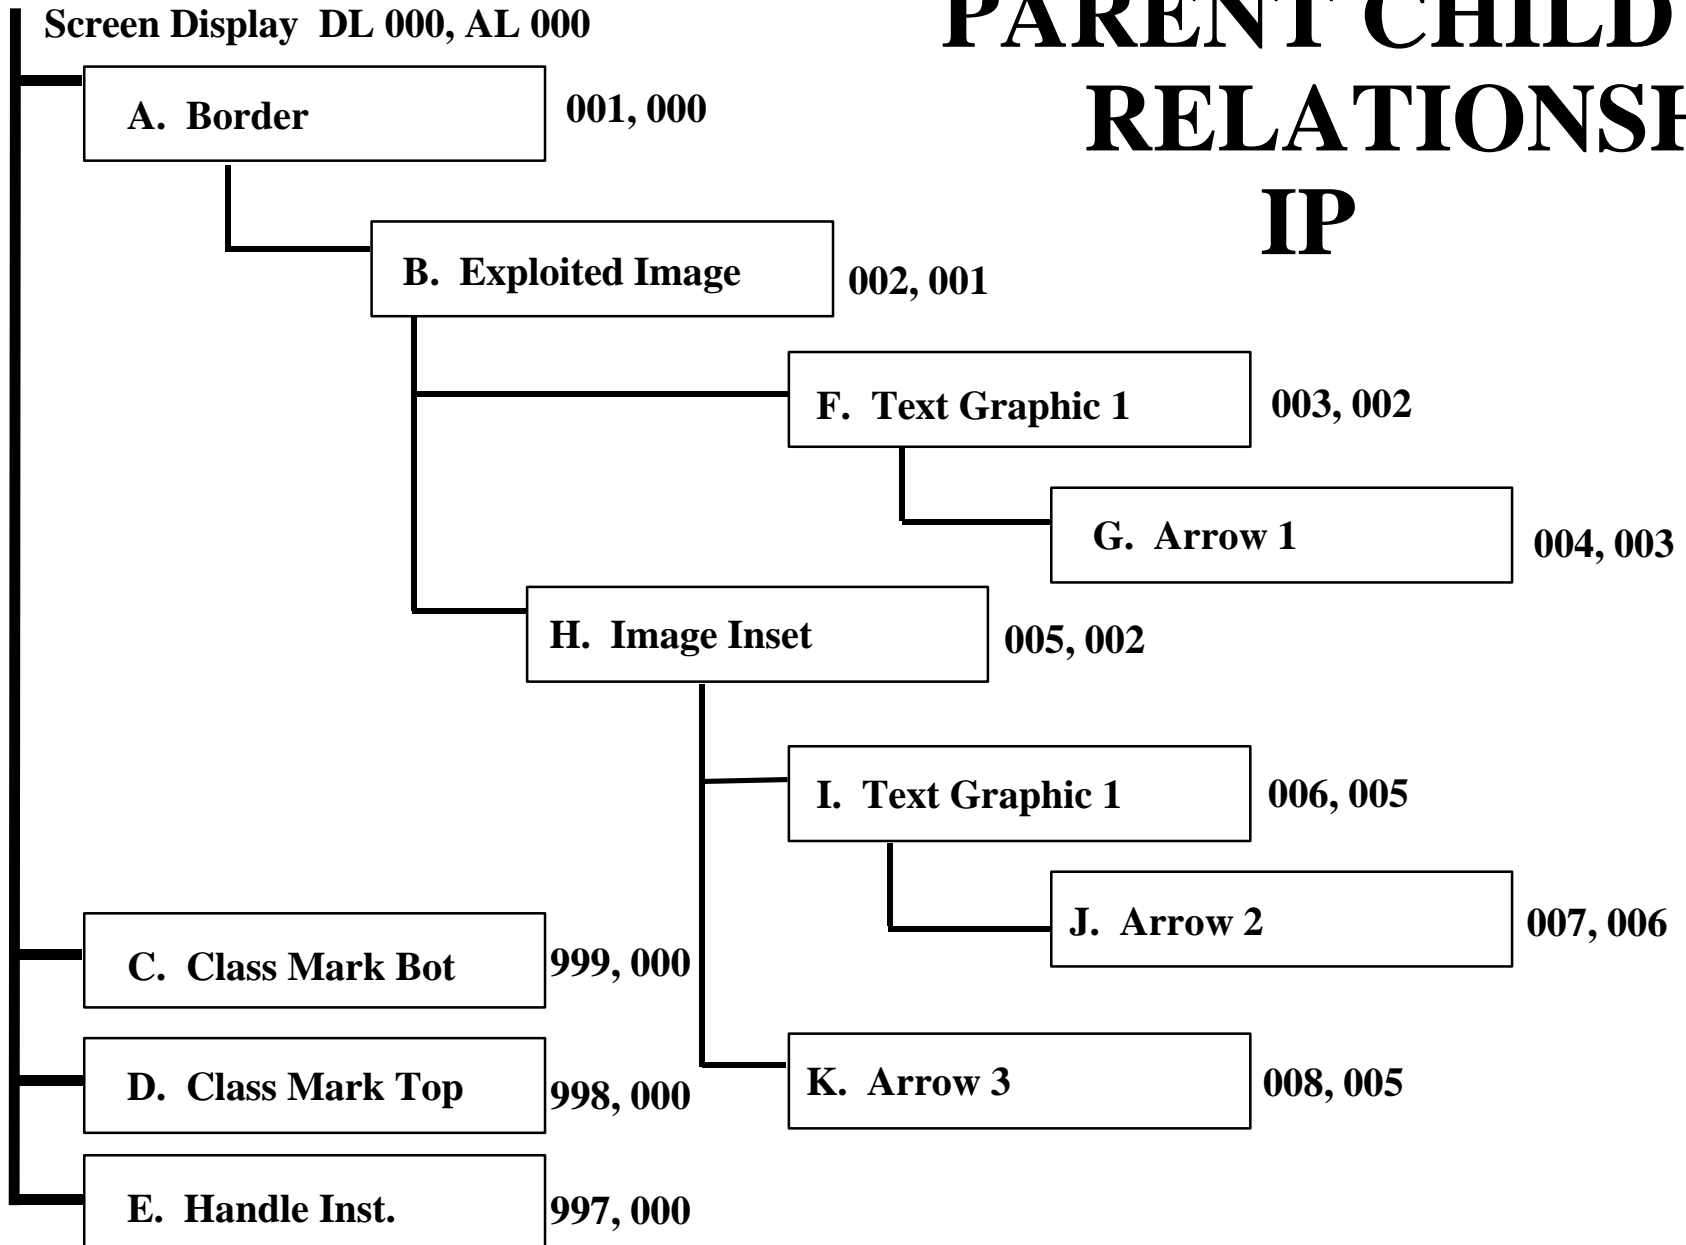 PARENT CHILD
RELATIONSH
IP
Screen Display  DL 000, AL 000
A.  Border
001, 000
B.  Exploited Image
002, 001
F.  Text Graphic 1
003, 002
G.  Arrow 1
004, 003
H.  Image Inset
005, 002
I.  Text Graphic 1
006, 005
J.  Arrow 2
007, 006
K.  Arrow 3
008, 005
C.  Class Mark Bot
999, 000
D.  Class Mark Top
998, 000
E.  Handle Inst.
997, 000